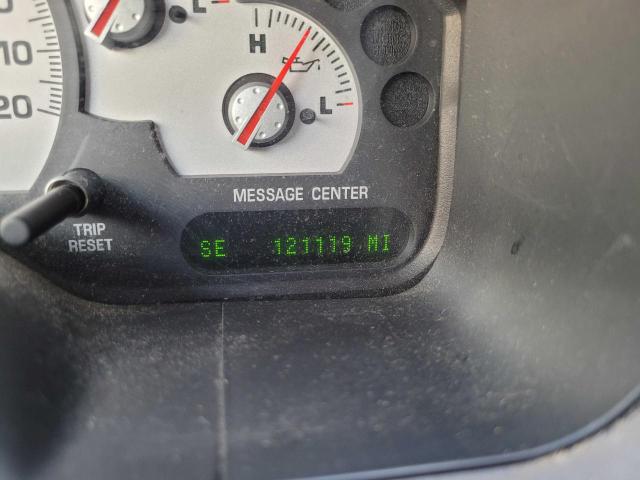 L
H
10
L
20
MESSAGE CENTER
TRIP
RESET
SE 121119 MI